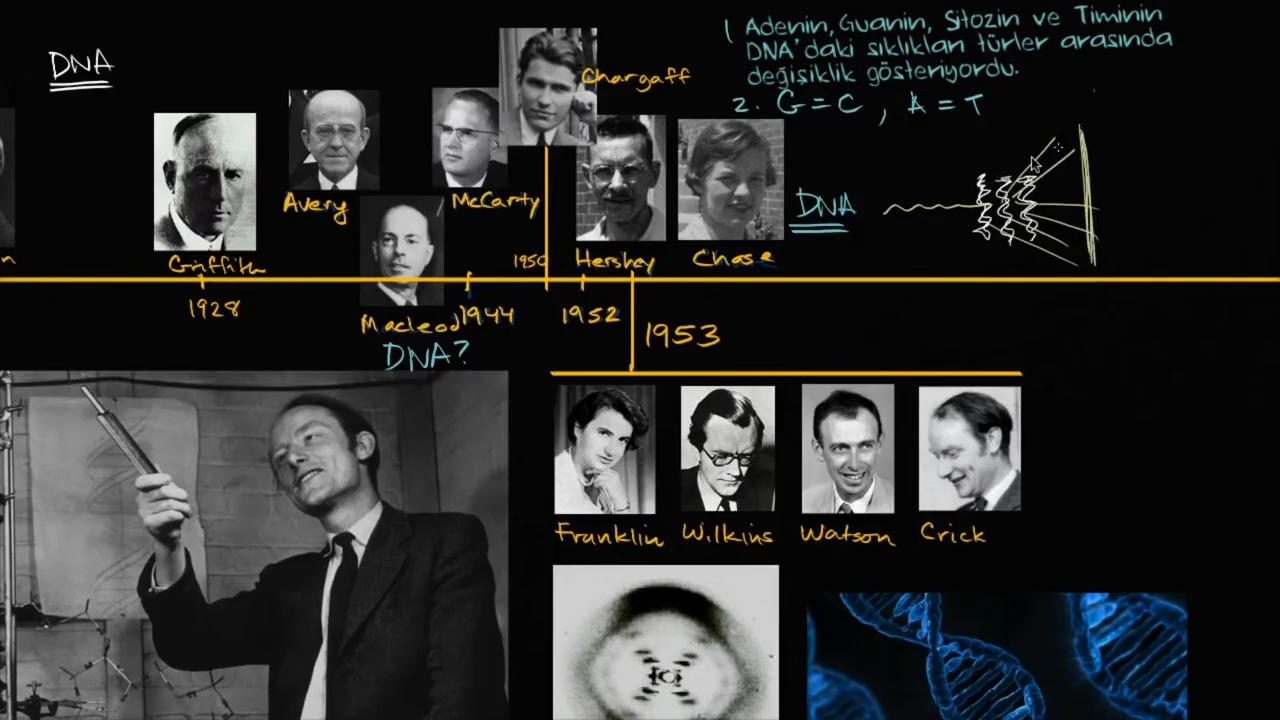 DNA
1 Adenin, Guanin, Sitozin ve Timinin
DNA'daki sıklıkları türler arasında
değişiklik gösteriyordu.
2. G = C , A = T
Chargaff
Avery
McCarty
Griffith
Macleod
Hershey
Chase
DNA
n
1928
1944
1950
1952
1953
DNA?
Franklin
Wilkins
Watson
Crick